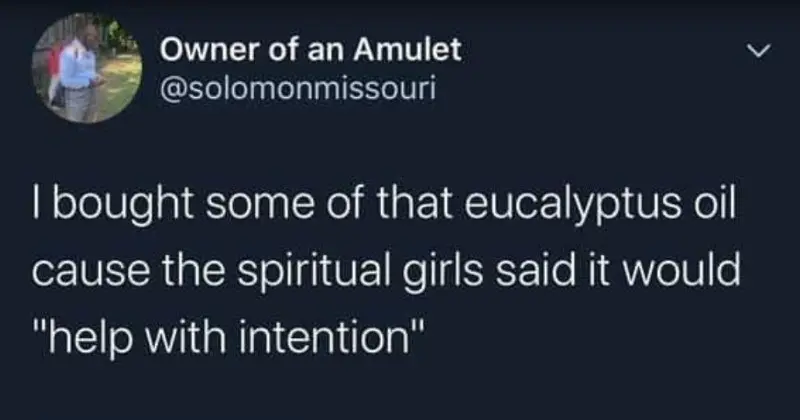 Owner of an Amulet
@solomonmissouri
I bought some of that eucalyptus oil
cause the spiritual girls said it would
"help with intention"